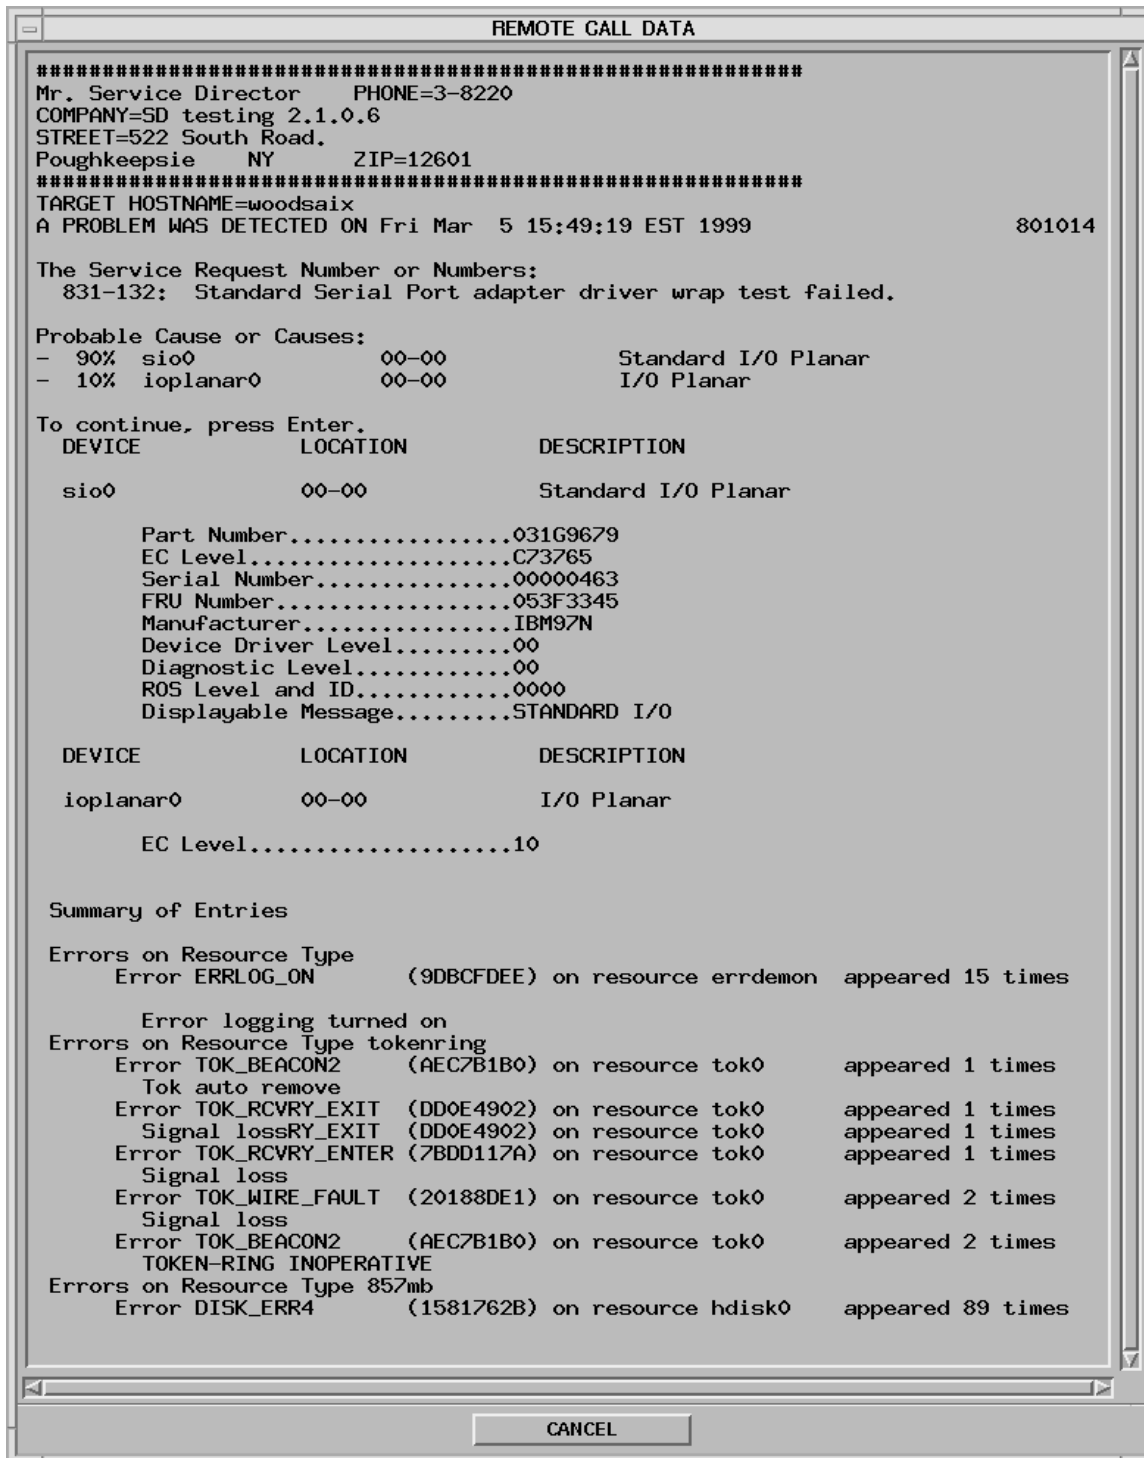 REMOTE CALL DATA
##########################################################
Mr. Service Director    PHONE=3-8220
COMPANY=SD testing 2.1.0.6
STREET=522 South Road.
Poughkeepsie    NY      ZIP=12601
##########################################################
TARGET HOSTNAME=woodsaix
A PROBLEM WAS DETECTED ON Fri Mar  5 15:49:19 EST 1999                    801014
The Service Request Number or Numbers:
831-132:  Standard Serial Port adapter driver wrap test failed.
Probable Cause or Causes:
-  90%  sio0              00-00               Standard I/O Planar
-  10%  ioplanar0         00-00               I/O Planar
To continue, press Enter.
DEVICE            LOCATION          DESCRIPTION
sio0              00-00             Standard I/O Planar
Part Number.................031G9679
EC Level....................C73765
Serial Number...............00000463
FRU Number..................053F3345
Manufacturer................IBM97N
Device Driver Level.........00
Diagnostic Level............00
ROS Level and ID............0000
Displayable Message.........STANDARD I/O
DEVICE            LOCATION          DESCRIPTION
ioplanar0         00-00             I/O Planar
EC Level....................10
Summary of Entries
Errors on Resource Type
Error ERRLOG_ON       (9DBCFDEE) on resource errdemon  appeared 15 times
Error logging turned on
Errors on Resource Type tokenring
Error TOK_BEACON2     (AEC7B1B0) on resource tok0      appeared 1 times
Tok auto remove
Error TOK_RCVRY_EXIT  (DD0E4902) on resource tok0      appeared 1 times
Signal lossRY_EXIT  (DD0E4902) on resource tok0      appeared 1 times
Error TOK_RCVRY_ENTER (7BDD117A) on resource tok0      appeared 1 times
Signal loss
Error TOK_WIRE_FAULT  (20188DE1) on resource tok0      appeared 2 times
Signal loss
Error TOK_BEACON2     (AEC7B1B0) on resource tok0      appeared 2 times
TOKEN-RING INOPERATIVE
Errors on Resource Type 857mb
Error DISK_ERR4       (1581762B) on resource hdisk0    appeared 89 times
CANCEL